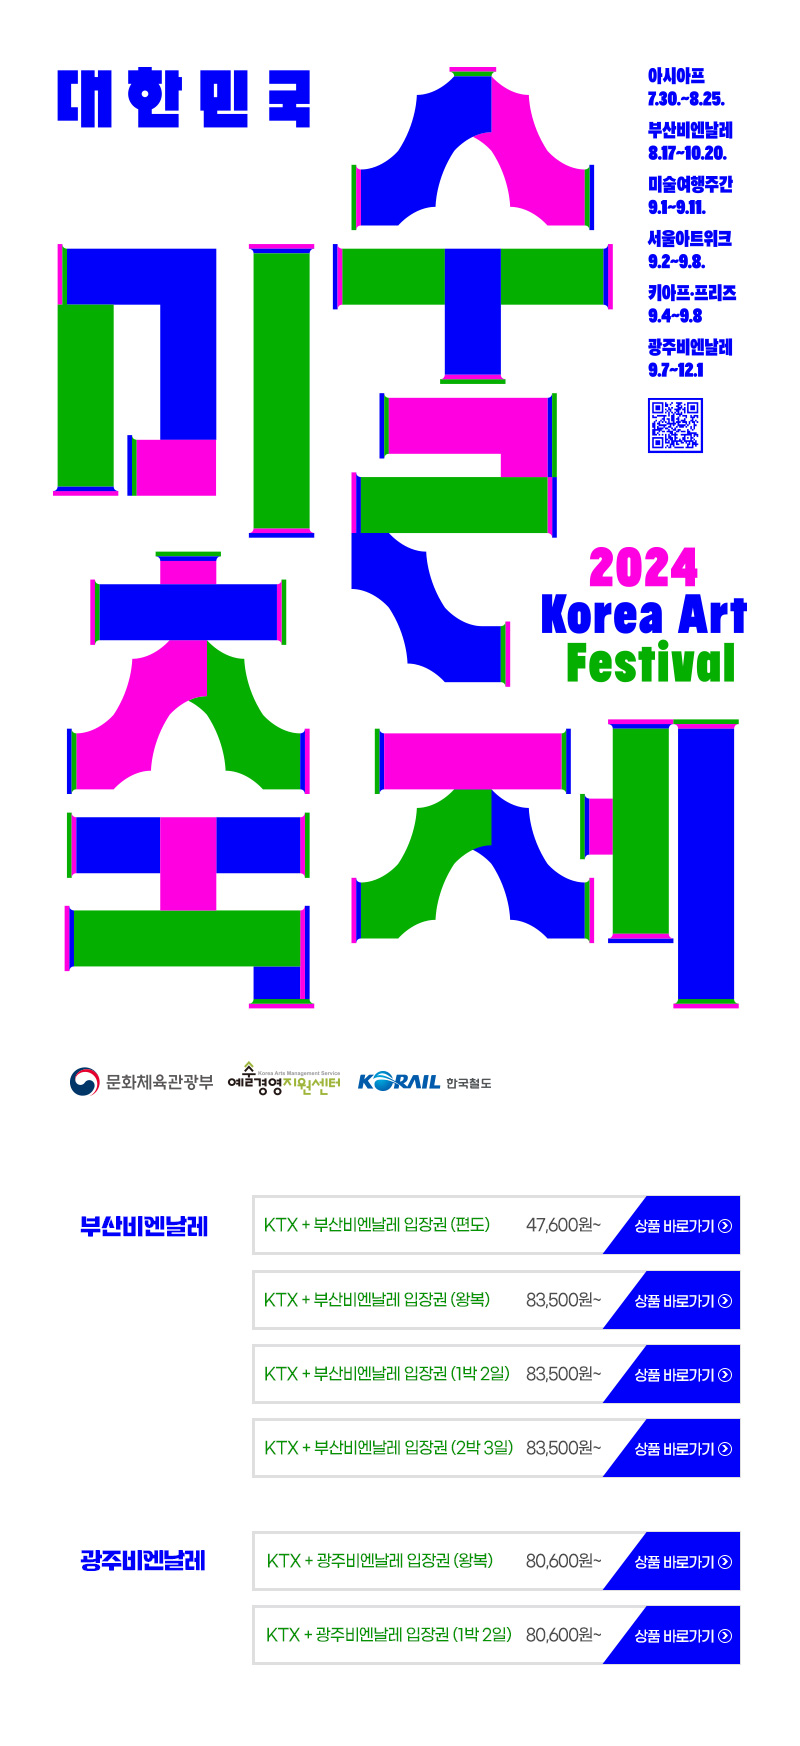 대한민국
미술축제
아시아프
7.30.~8.25.
부산비엔날레
8.17~10.20.
미술여행주간
9.1~9.11.
서울아트위크
9.2~9.8.
키아프·프리즈
9.4~9.8
광주비엔날레
9.7~12.1
2024
Korea Art
Festival
문화체육관광부
Korea Arts Management Service
예술경영지원센터
KORAIL 한국철도
부산비엔날레
KTX + 부산비엔날레 입장권 (편도) 47,600원~ 상품 바로가기
KTX + 부산비엔날레 입장권 (왕복) 83,500원~ 상품 바로가기
KTX + 부산비엔날레 입장권 (1박 2일) 83,500원~ 상품 바로가기
KTX + 부산비엔날레 입장권 (2박 3일) 83,500원~ 상품 바로가기
광주비엔날레
KTX + 광주비엔날레 입장권 (왕복) 80,600원~ 상품 바로가기
KTX + 광주비엔날레 입장권 (1박 2일) 80,600원~ 상품 바로가기